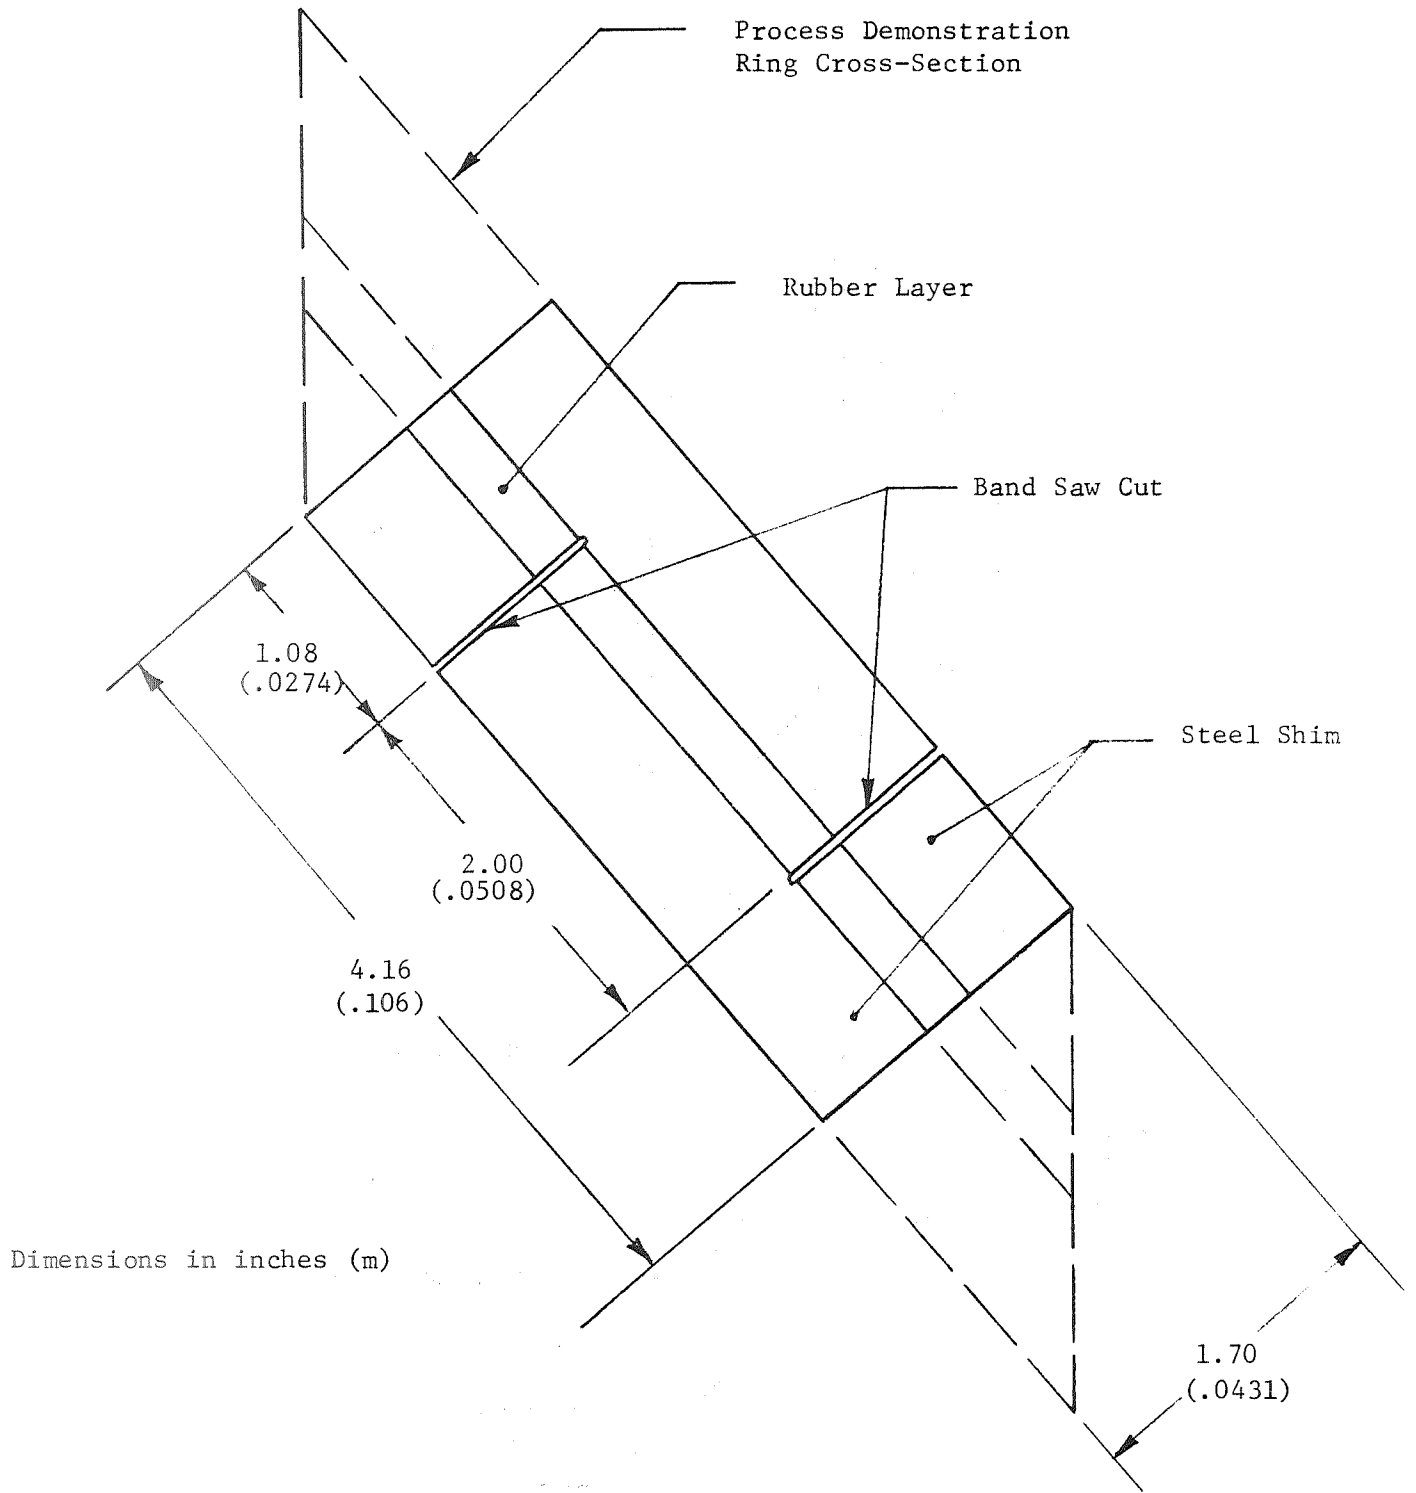 Process Demonstration
Ring Cross-Section
Rubber Layer
Band Saw Cut
1.08
(.0274)
Steel Shim
2.00
(.0508)
4.16
(.106)
Dimensions in inches (m)
1.70
(.0431)